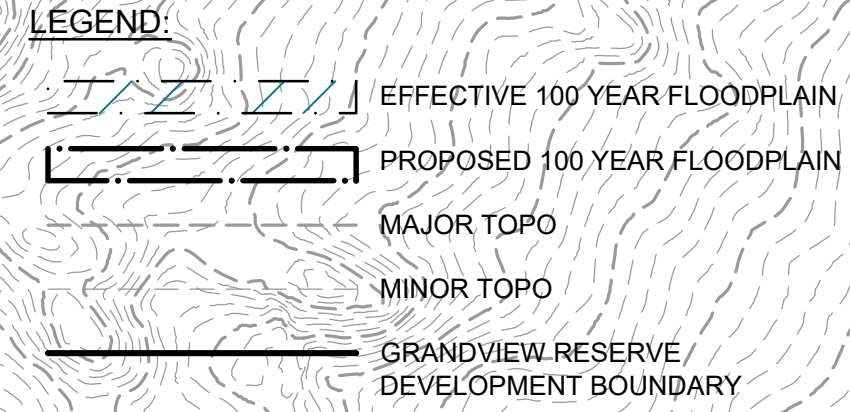 LEGEND:
EFFECTIVE 100 YEAR FLOODPLAIN
PROPOSED 100 YEAR FLOODPLAIN
MAJOR TOPO
MINOR TOPO
GRANDVIEW RESERVE
DEVELOPMENT BOUNDARY